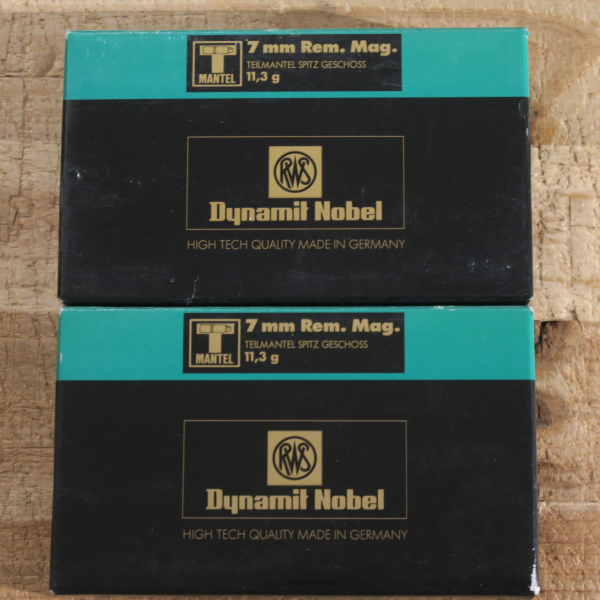 7 mm Rem. Mag.
TEILMANTEL SPITZ GESCHOSS
11,3 g
T
MANTEL
RWS
Dynamit Nobel
HIGH TECH QUALITY MADE IN GERMANY
7 mm Rem. Mag.
TEILMANTEL SPITZ GESCHOSS
11,3 g
T
MANTEL
RWS
Dynamit Nobel
HIGH TECH QUALITY MADE IN GERMANY